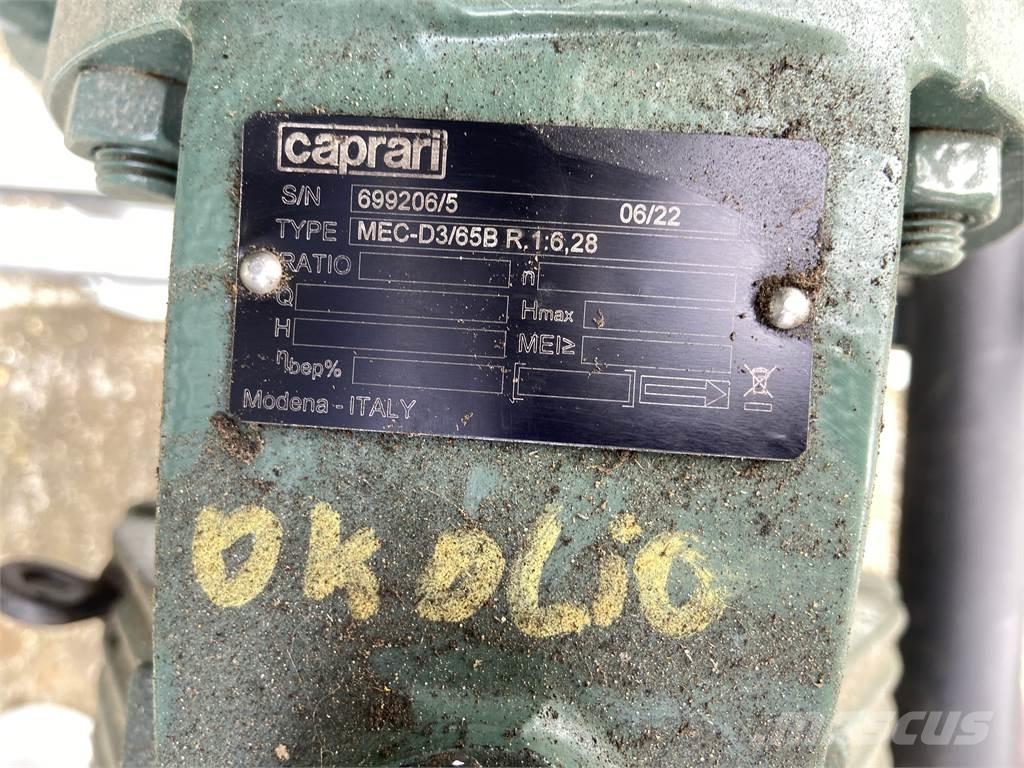 caprari
S/N 699206/5 06/22
TYPE MEC-D3/65B R.1:6,28
RATIO n
Q Hmax
H MEI≥
ηbep%
Modena - ITALY
OK OLiO
mascus